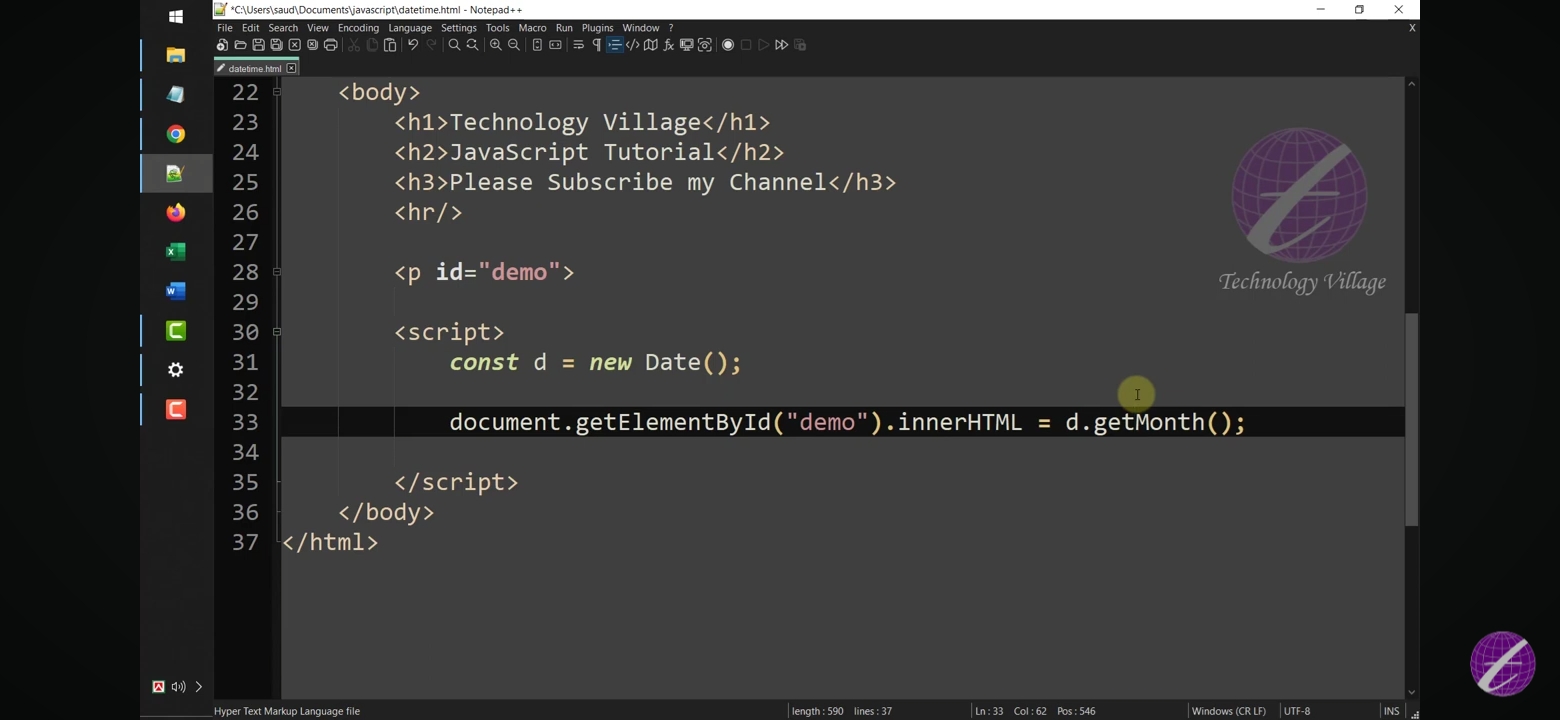 *C:\Users\saud\Documents\javascript\datetime.html - Notepad++
File Edit Search View Encoding Language Settings Tools Macro Run Plugins Window ? X
datetime.html
22 <body>
23 <h1>Technology Village</h1>
24 <h2>JavaScript Tutorial</h2>
25 <h3>Please Subscribe my Channel</h3>
26 <hr/>
27
28 <p id="demo">
29
30 <script>
31 const d = new Date();
32
33 document.getElementById("demo").innerHTML = d.getMonth();
34
35 </script>
36 </body>
37 </html>
Technology Village
Hyper Text Markup Language file length : 590 lines : 37 Ln : 33 Col : 62 Pos : 546 Windows (CR LF) UTF-8 INS